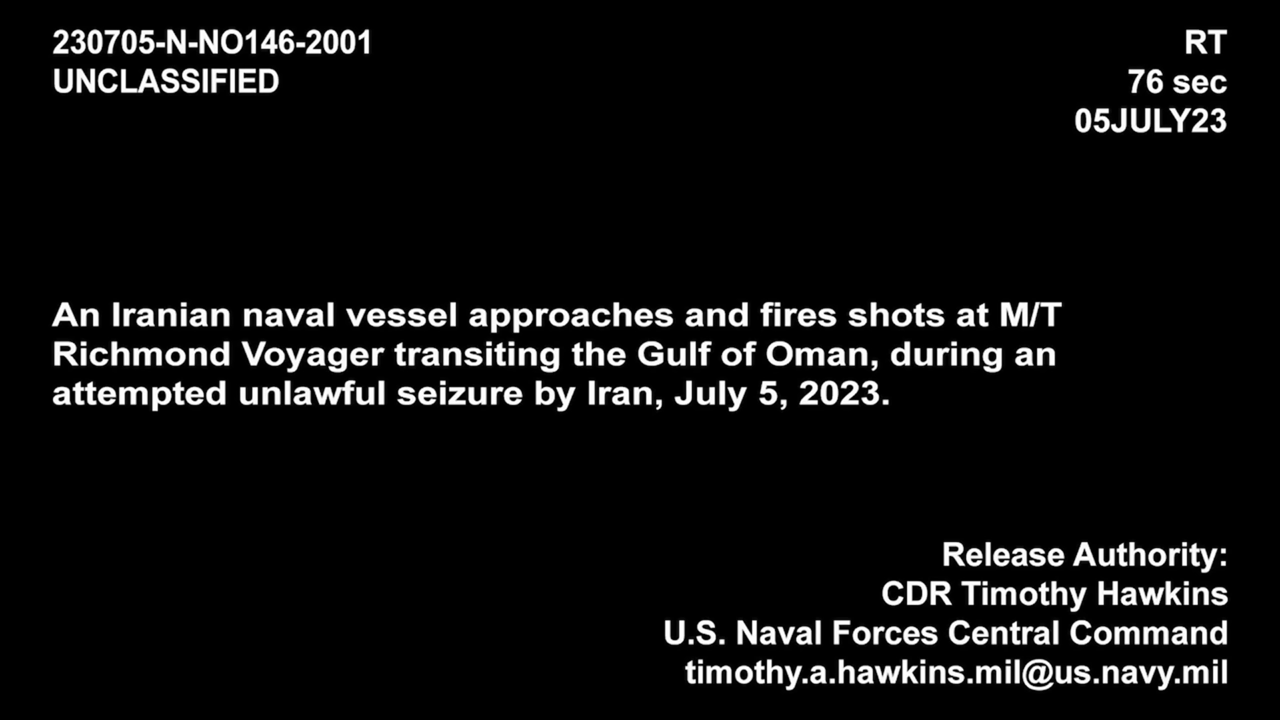 230705-N-NO146-2001
UNCLASSIFIED
RT
76 sec
05JULY23
An Iranian naval vessel approaches and fires shots at M/T
Richmond Voyager transiting the Gulf of Oman, during an
attempted unlawful seizure by Iran, July 5, 2023.
Release Authority:
CDR Timothy Hawkins
U.S. Naval Forces Central Command
timothy.a.hawkins.mil@us.navy.mil